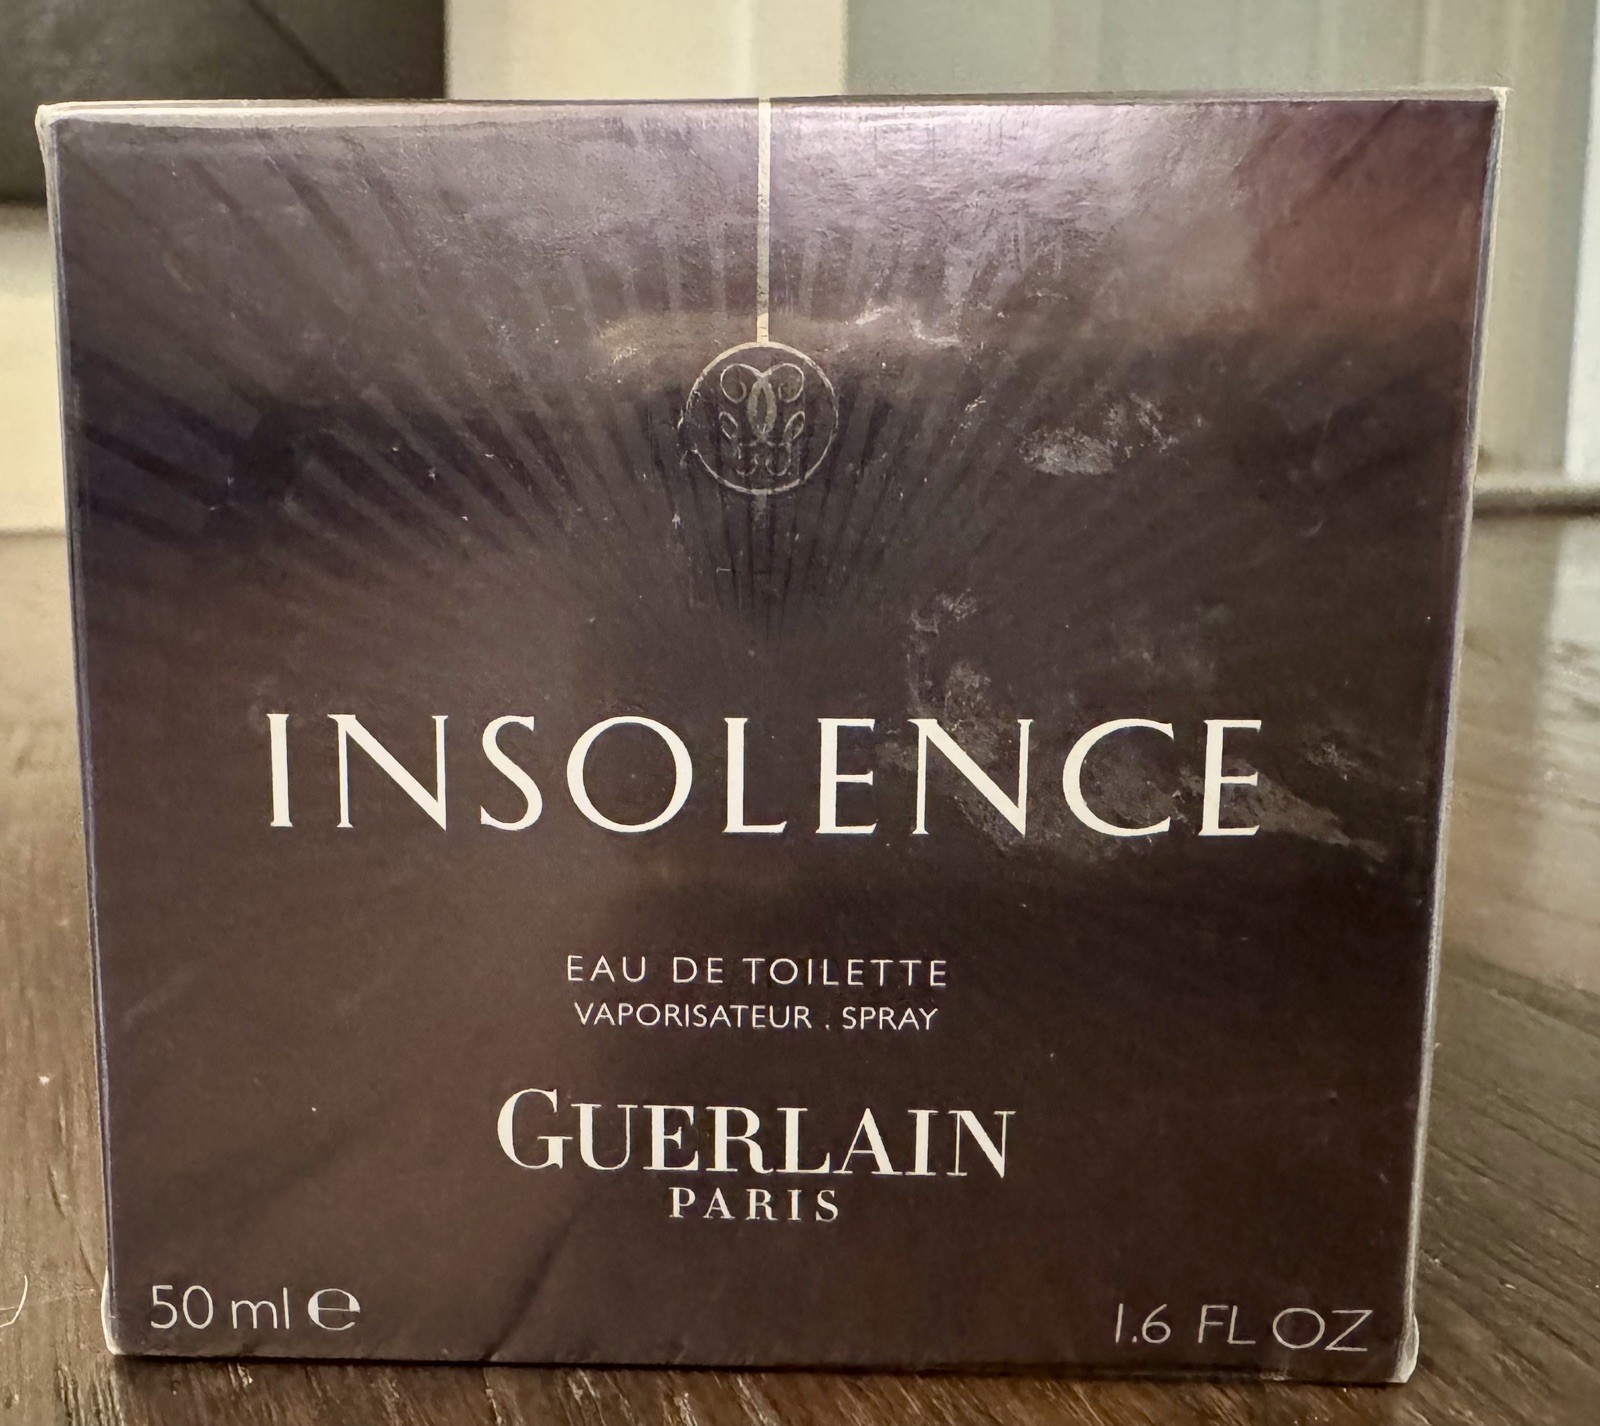 INSOLENCE
EAU DE TOILETTE
VAPORISATEUR . SPRAY
GUERLAIN
PARIS
50 ml ℮
1.6 FL OZ